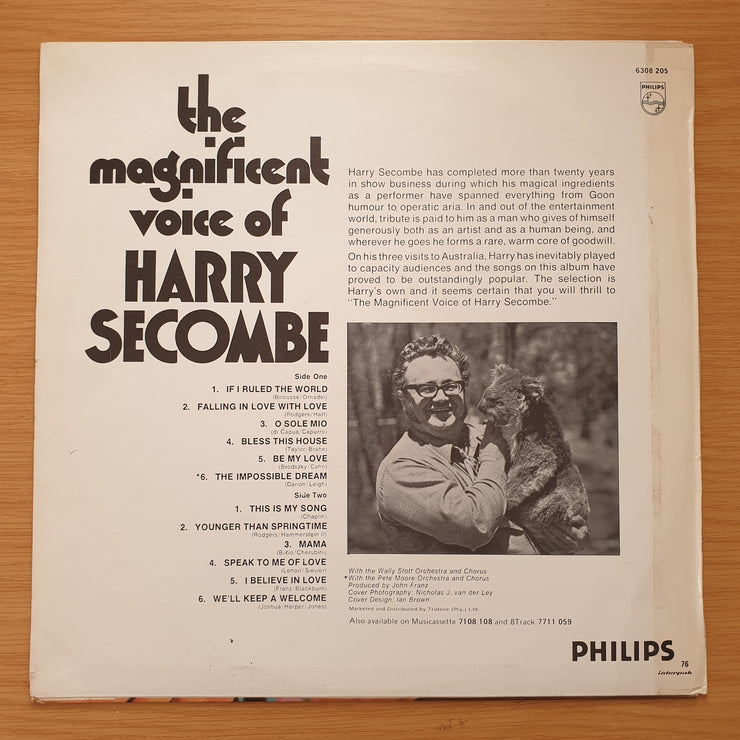 the
magnificent
voice of
HARRY
SECOMBE
6308 205
PHILIPS
Harry Secombe has completed more than twenty years
in show business during which his magical ingredients
as a performer have spanned everything from Goon
humour to operatic aria. In and out of the entertainment
world, tribute is paid to him as a man who gives of himself
generously both as an artist and as a human being, and
wherever he goes he forms a rare, warm core of goodwill.
On his three visits to Australia, Harry has inevitably played
to capacity audiences and the songs on this album have
proved to be outstandingly popular. The selection is
Harry's own and it seems certain that you will thrill to
"The Magnificent Voice of Harry Secombe."
Side One
1. IF I RULED THE WORLD
(Bricusse/Ornadel)
2. FALLING IN LOVE WITH LOVE
(Rodgers/Hart)
3. O SOLE MIO
(di Capua/Capurro)
4. BLESS THIS HOUSE
(Taylor/Brahe)
5. BE MY LOVE
(Brodszky/Cahn)
*6. THE IMPOSSIBLE DREAM
(Darion/Leigh)
Side Two
1. THIS IS MY SONG
(Chaplin)
2. YOUNGER THAN SPRINGTIME
(Rodgers/Hammerstein II)
3. MAMA
(Bixio/Cherubini)
4. SPEAK TO ME OF LOVE
(Lenoir/Sievier)
5. I BELIEVE IN LOVE
(Franz/Blackburn)
6. WE'LL KEEP A WELCOME
(Joshua/Harper/Jones)
With the Wally Stott Orchestra and Chorus
*With the Pete Moore Orchestra and Chorus
Produced by John Franz
Cover Photography: Nicholas J. van der Ley
Cover Design: Ian Brown
Marketed and Distributed by Trutone (Pty.) Ltd.
Also available on Musicassette 7108 108 and 8Track 7711 059
PHILIPS
76
interpak